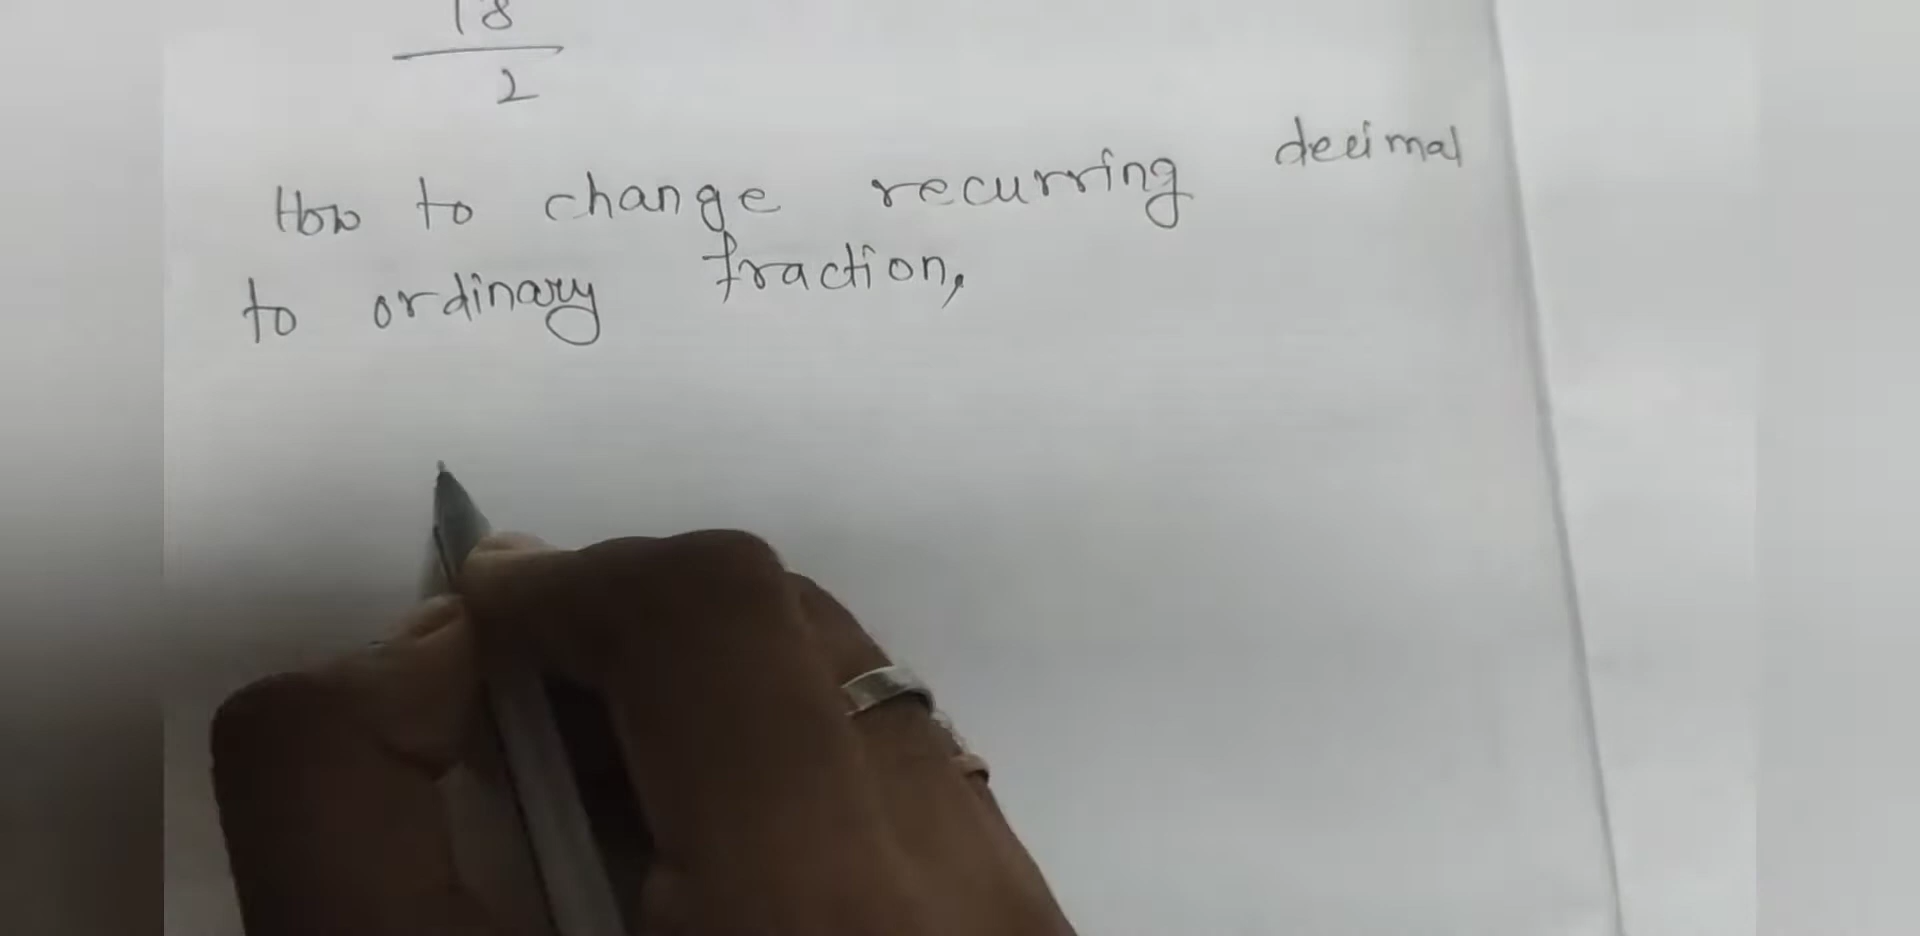 18
2
How to change recurring decimal
to ordinary fraction,